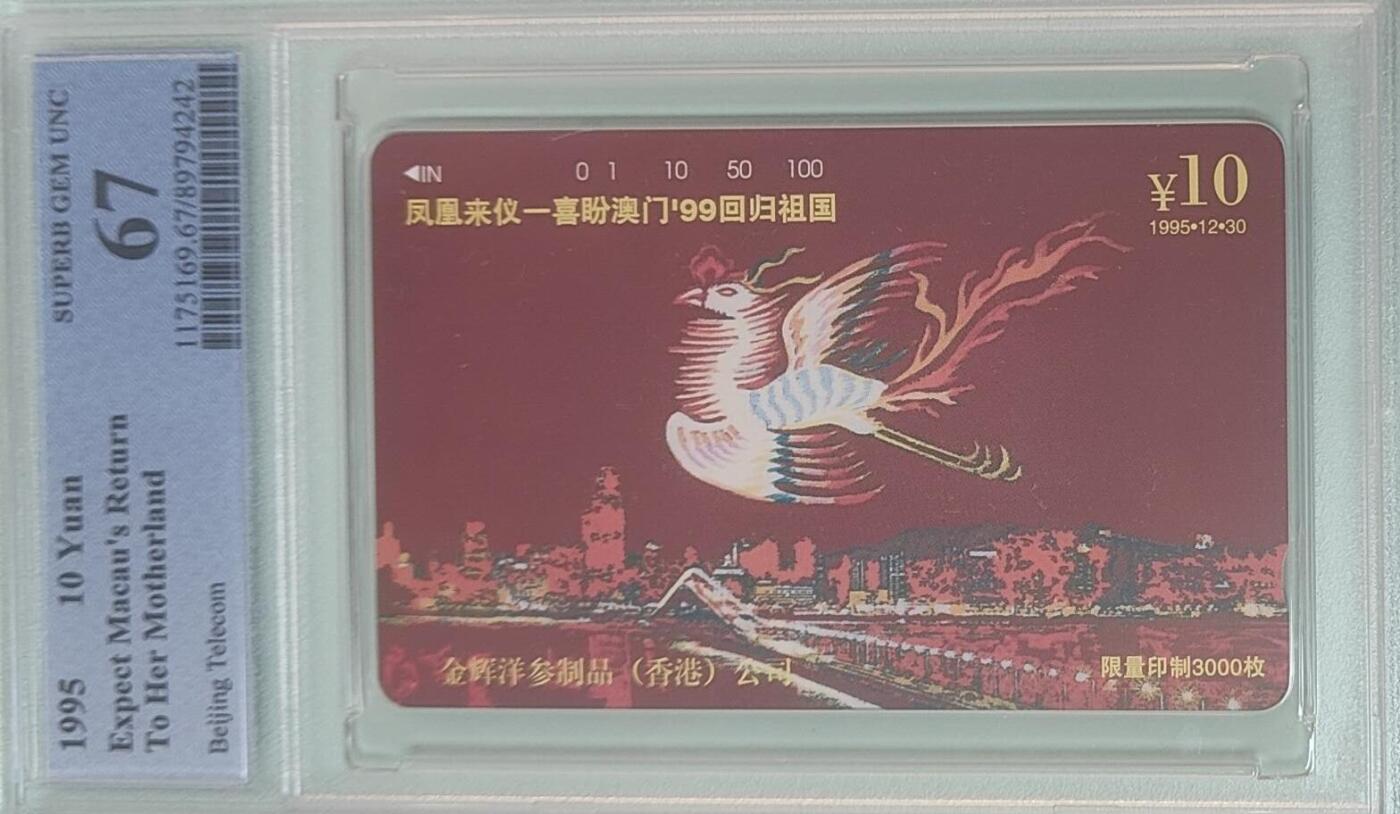 1995 10 Yuan
Expect Macau's Return
To Her Motherland
Beijing Telecom
SUPERB GEM UNC
67
1175169.67/89794242
◀IN 0 1 10 50 100
凤凰来仪一喜盼澳门'99回归祖国
¥10
1995•12•30
金辉洋参制品（香港）公司
限量印制3000枚